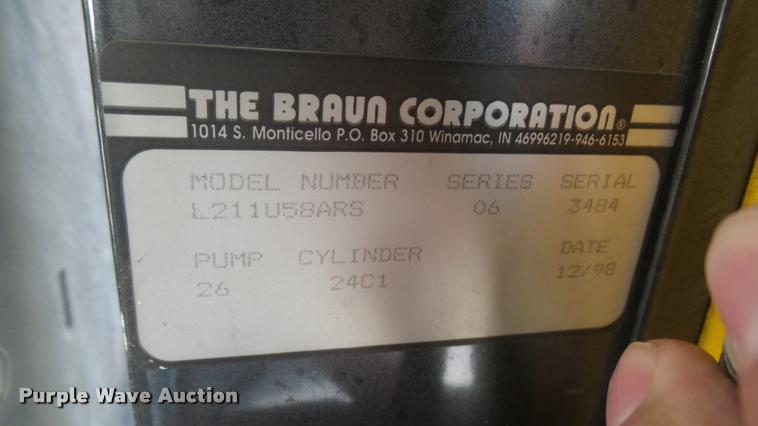 THE BRAUN CORPORATION®
1014 S. Monticello P.O. Box 310 Winamac, IN 46996219-946-6153
MODEL NUMBER SERIES SERIAL
L211U58ARS 06 3484
PUMP CYLINDER DATE
26 24C1 12/98
Purple Wave Auction